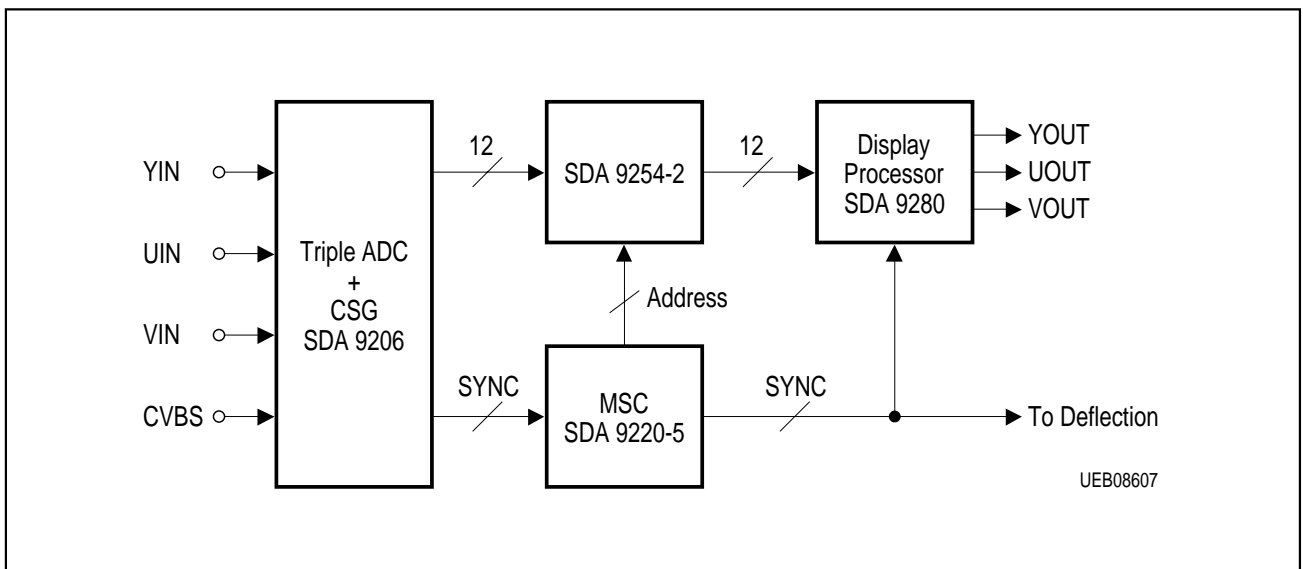 YIN
UIN
VIN
CVBS
Triple ADC
+
CSG
SDA 9206
12
SDA 9254-2
12
Display
Processor
SDA 9280
YOUT
UOUT
VOUT
Address
SYNC
MSC
SDA 9220-5
SYNC
To Deflection
UEB08607